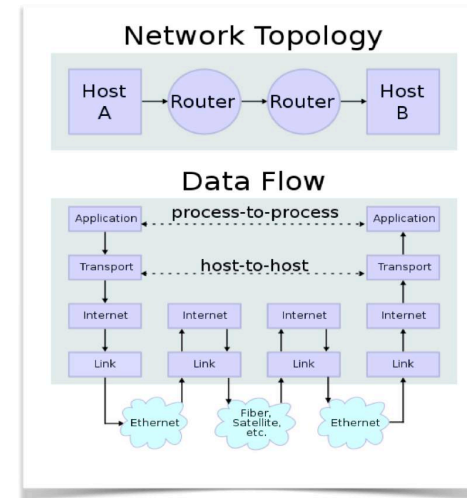 Network Topology
Host
A
Router
Router
Host
B
Data Flow
Application
process-to-process
Application
Transport
host-to-host
Transport
Internet
Internet
Internet
Internet
Link
Link
Link
Link
Ethernet
Fiber,
Satellite,
etc.
Ethernet